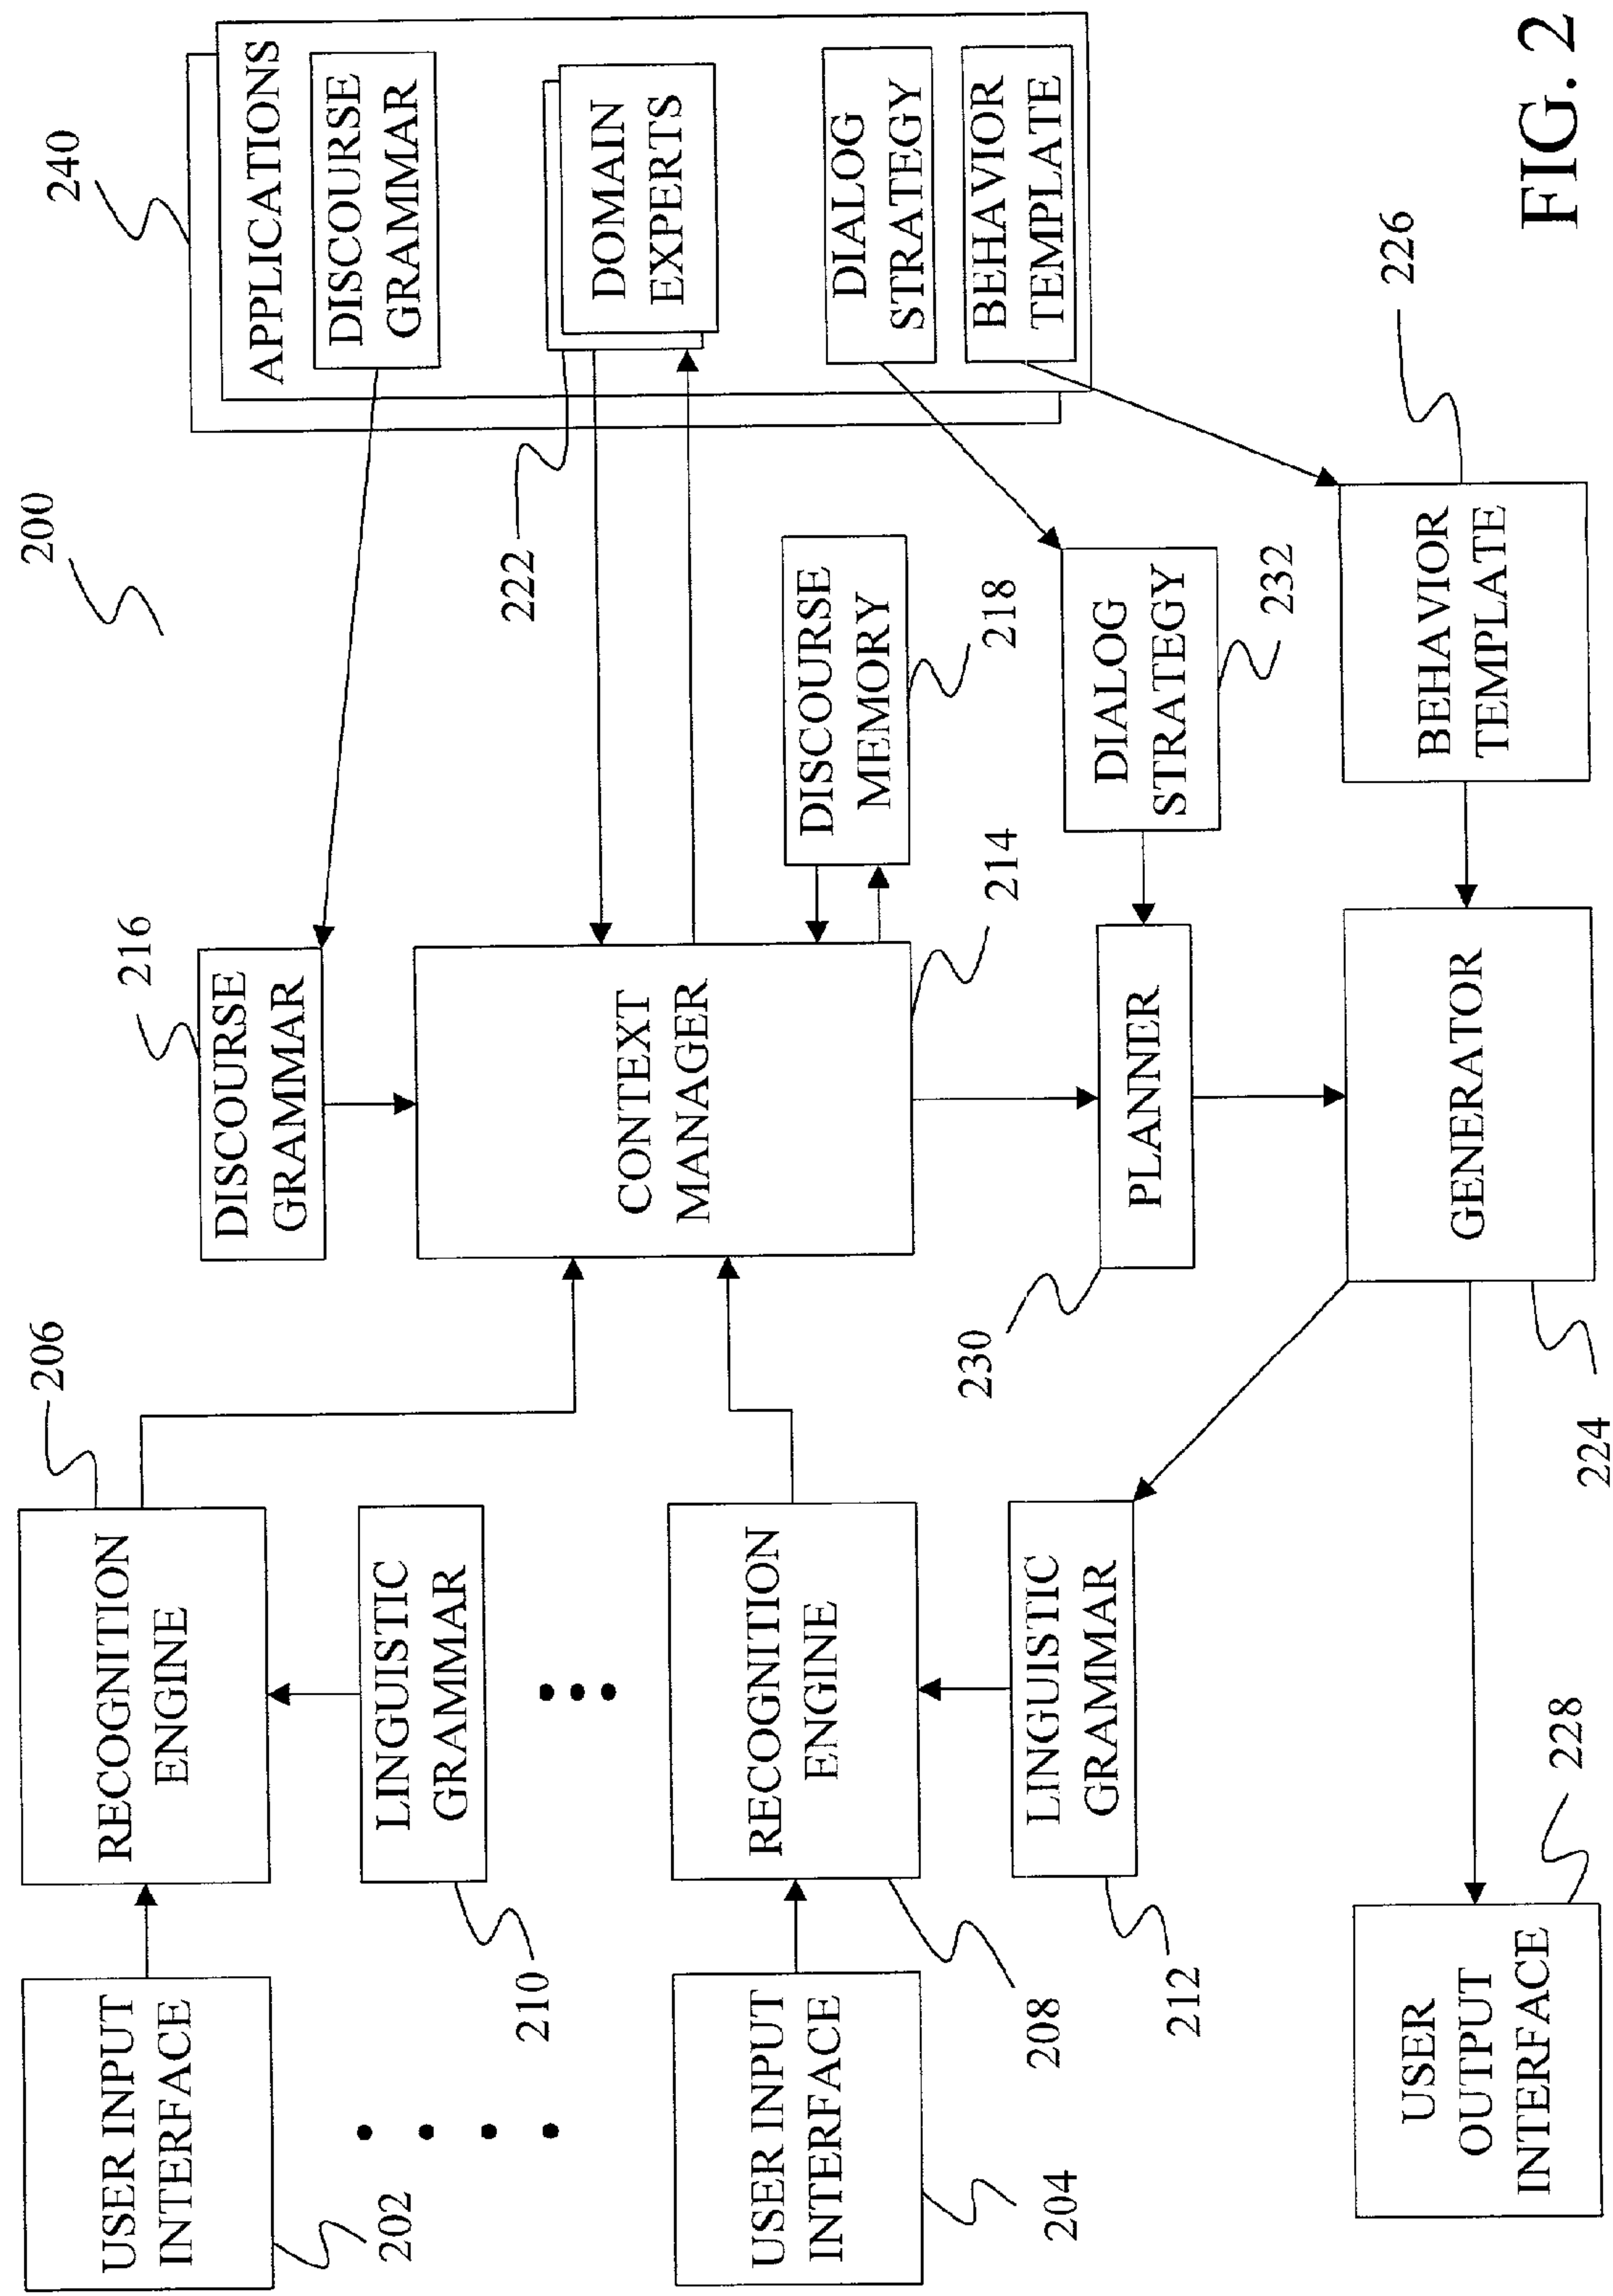 200
240
APPLICATIONS
DISCOURSE
GRAMMAR
DOMAIN
EXPERTS
DIALOG
STRATEGY
BEHAVIOR
TEMPLATE
222
216
DISCOURSE
GRAMMAR
CONTEXT
MANAGER
214
DISCOURSE
MEMORY
218
206
RECOGNITION
ENGINE
USER INPUT
INTERFACE
202
LINGUISTIC
GRAMMAR
210
RECOGNITION
ENGINE
208
USER INPUT
INTERFACE
204
LINGUISTIC
GRAMMAR
212
230
PLANNER
DIALOG
STRATEGY
232
USER
OUTPUT
INTERFACE
228
GENERATOR
224
BEHAVIOR
TEMPLATE
226
FIG. 2